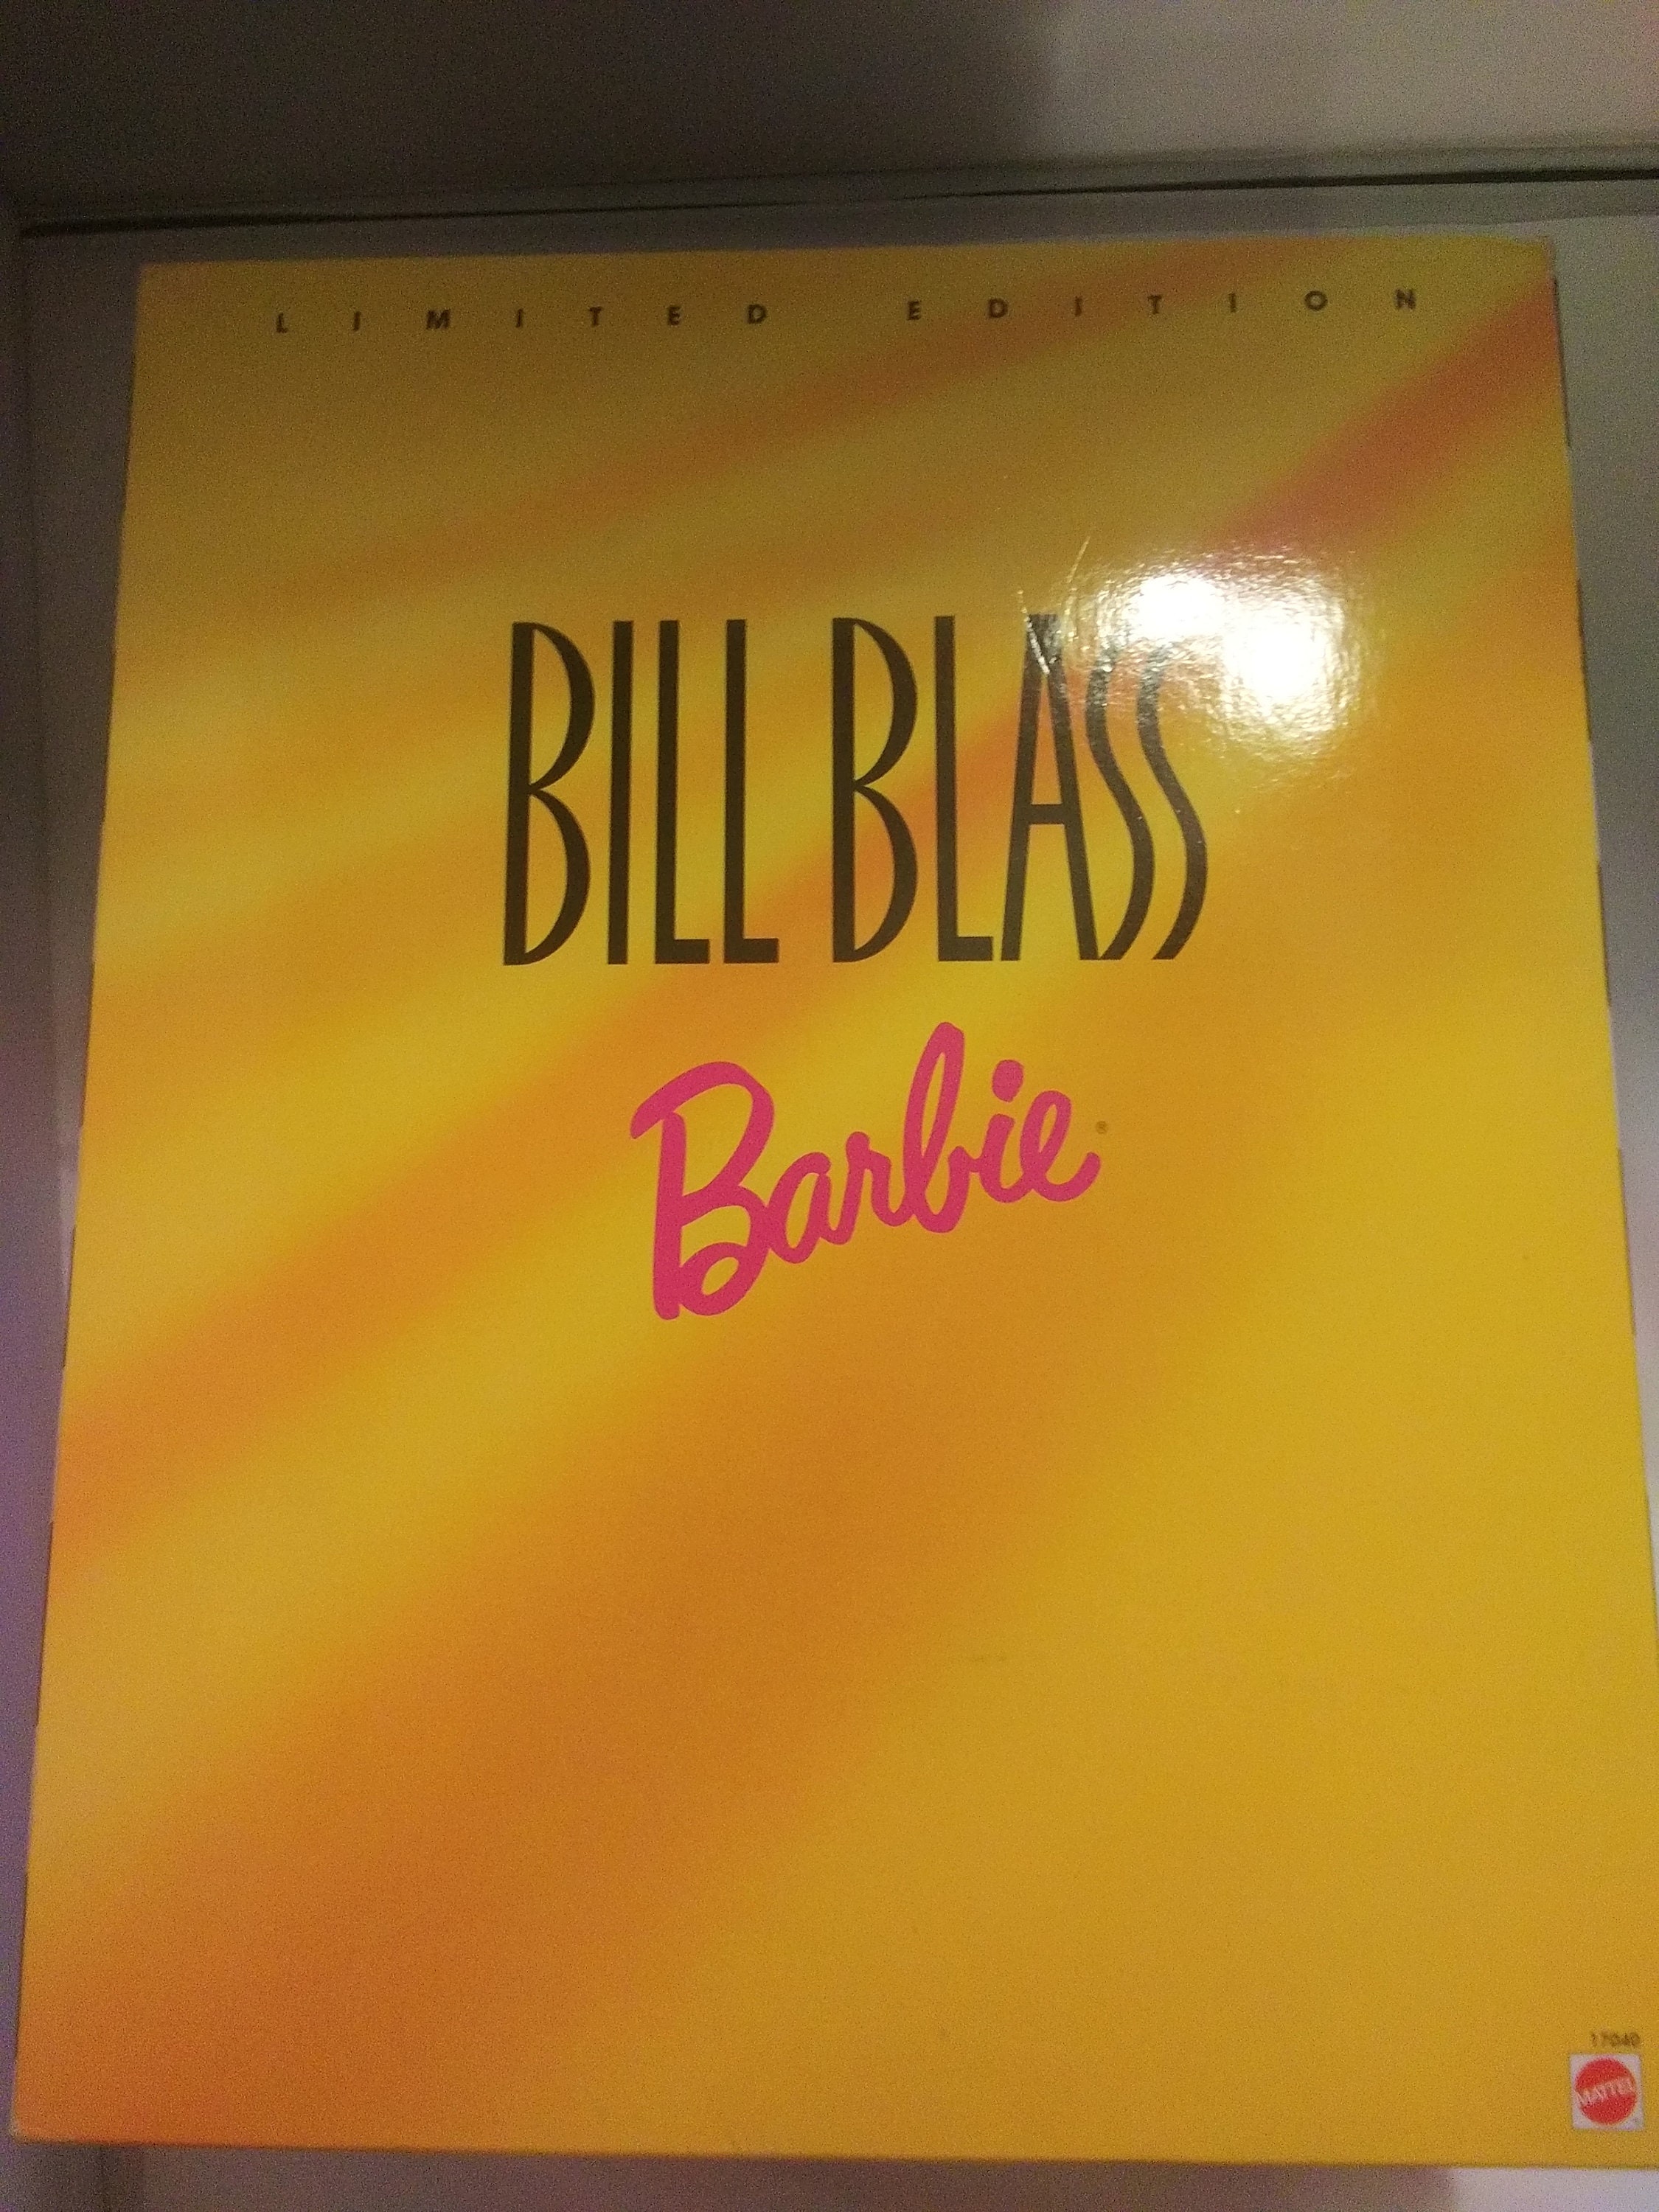 LIMITED EDITION
BILL BLASS
Barbie®
17040
MATTEL